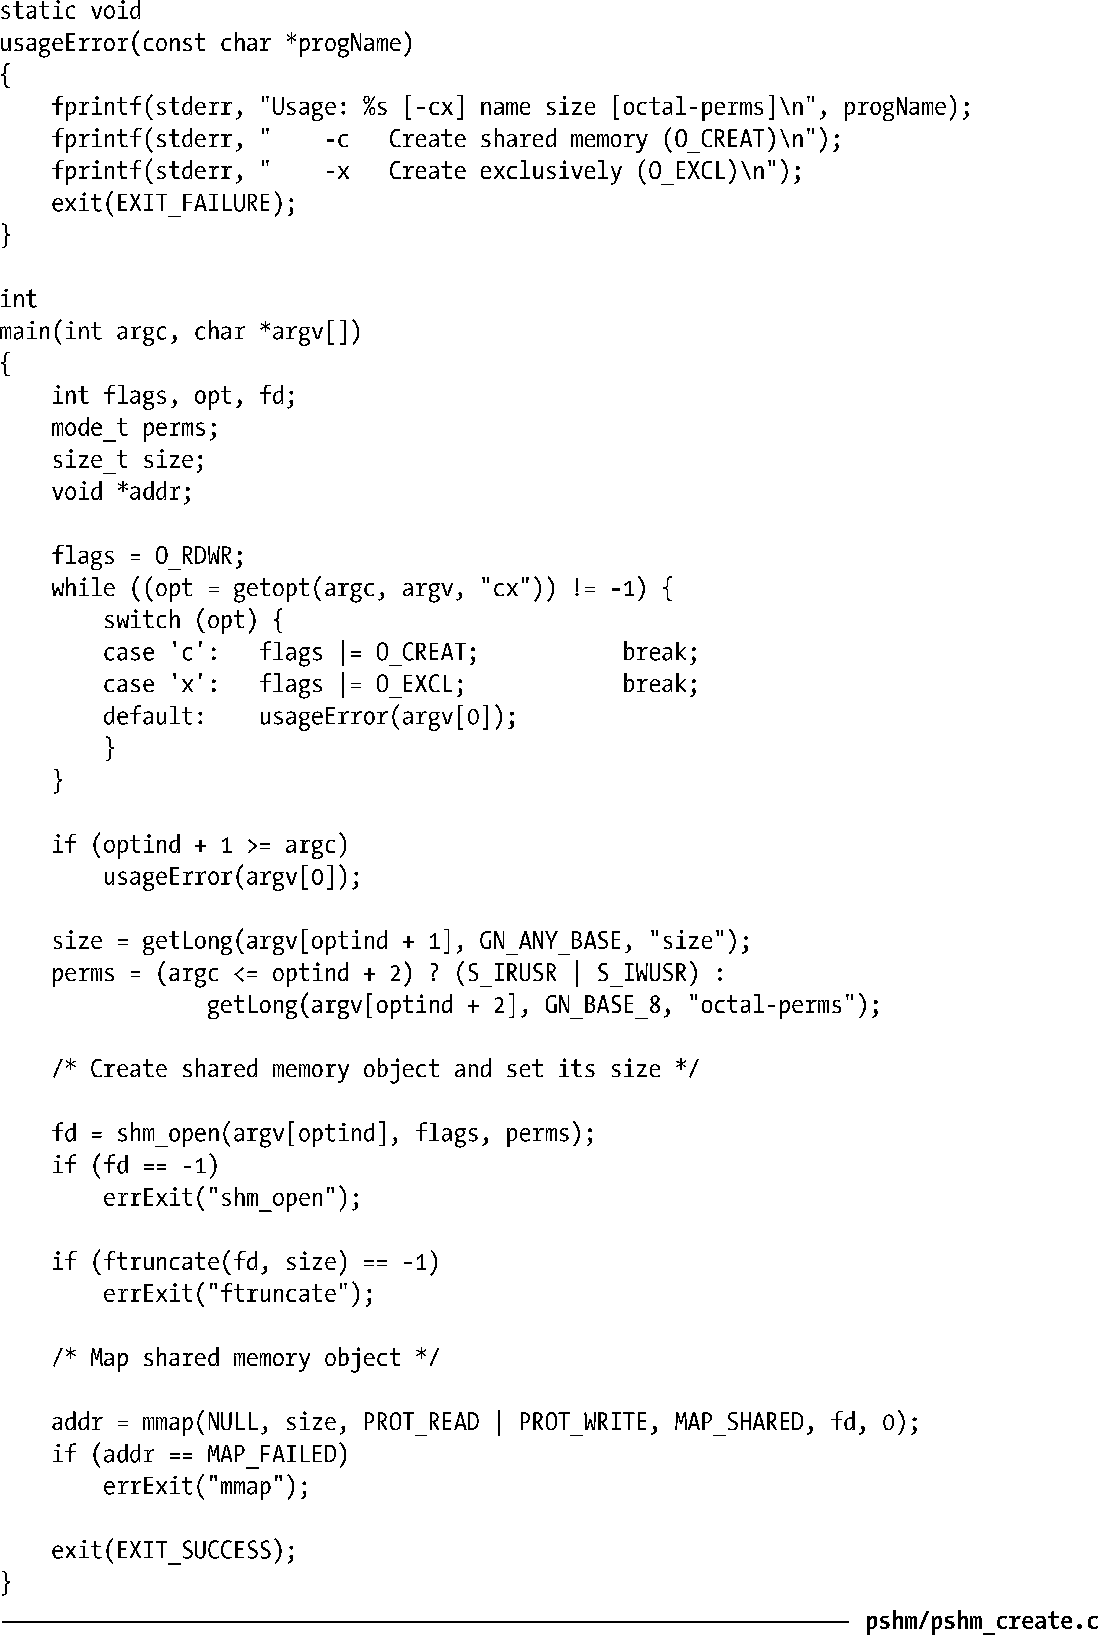 static void
usageError(const char *progName)
{
    fprintf(stderr, "Usage: %s [-cx] name size [octal-perms]\n", progName);
    fprintf(stderr, "    -c   Create shared memory (O_CREAT)\n");
    fprintf(stderr, "    -x   Create exclusively (O_EXCL)\n");
    exit(EXIT_FAILURE);
}

int
main(int argc, char *argv[])
{
    int flags, opt, fd;
    mode_t perms;
    size_t size;
    void *addr;

    flags = O_RDWR;
    while ((opt = getopt(argc, argv, "cx")) != -1) {
        switch (opt) {
        case 'c':   flags |= O_CREAT;           break;
        case 'x':   flags |= O_EXCL;            break;
        default:    usageError(argv[0]);
        }
    }

    if (optind + 1 >= argc)
        usageError(argv[0]);

    size = getLong(argv[optind + 1], GN_ANY_BASE, "size");
    perms = (argc <= optind + 2) ? (S_IRUSR | S_IWUSR) :
                getLong(argv[optind + 2], GN_BASE_8, "octal-perms");

    /* Create shared memory object and set its size */

    fd = shm_open(argv[optind], flags, perms);
    if (fd == -1)
        errExit("shm_open");

    if (ftruncate(fd, size) == -1)
        errExit("ftruncate");

    /* Map shared memory object */

    addr = mmap(NULL, size, PROT_READ | PROT_WRITE, MAP_SHARED, fd, 0);
    if (addr == MAP_FAILED)
        errExit("mmap");

    exit(EXIT_SUCCESS);
}
pshm/pshm_create.c